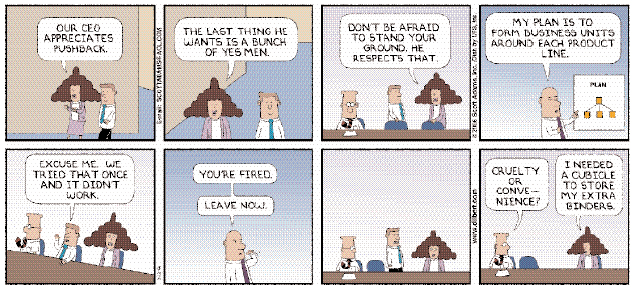 OUR CEO
APPRECIATES
PUSHBACK.
THE LAST THING HE
WANTS IS A BUNCH
OF YES MEN.
DON'T BE AFRAID
TO STAND YOUR
GROUND. HE
RESPECTS THAT.
MY PLAN IS TO
FORM BUSINESS UNITS
AROUND EACH PRODUCT
LINE.
PLAN
EXCUSE ME. WE
TRIED THAT ONCE
AND IT DIDN'T
WORK.
YOU'RE FIRED.
LEAVE NOW.
www.dilbert.com
CRUELTY
OR
CONVE-
NIENCE?
I NEEDED
A CUBICLE
TO STORE
MY EXTRA
BINDERS.